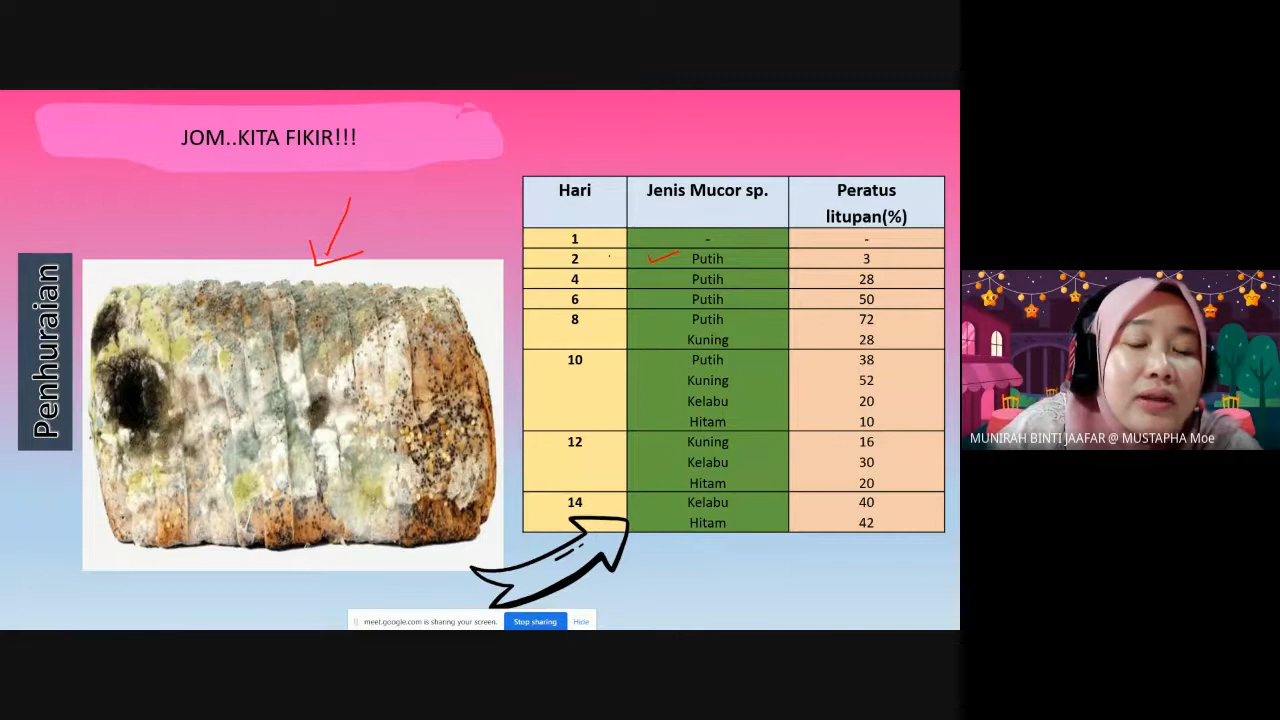 JOM..KITA FIKIR!!!
Penhuraian
Hari Jenis Mucor sp. Peratus litupan(%)
1 - -
2 Putih 3
4 Putih 28
6 Putih 50
8 Putih 72
Kuning 28
10 Putih 38
Kuning 52
Kelabu 20
Hitam 10
12 Kuning 16
Kelabu 30
Hitam 20
14 Kelabu 40
Hitam 42
MUNIRAH BINTI JAAFAR @ MUSTAPHA Moe
meet.google.com is sharing your screen. Stop sharing Hide